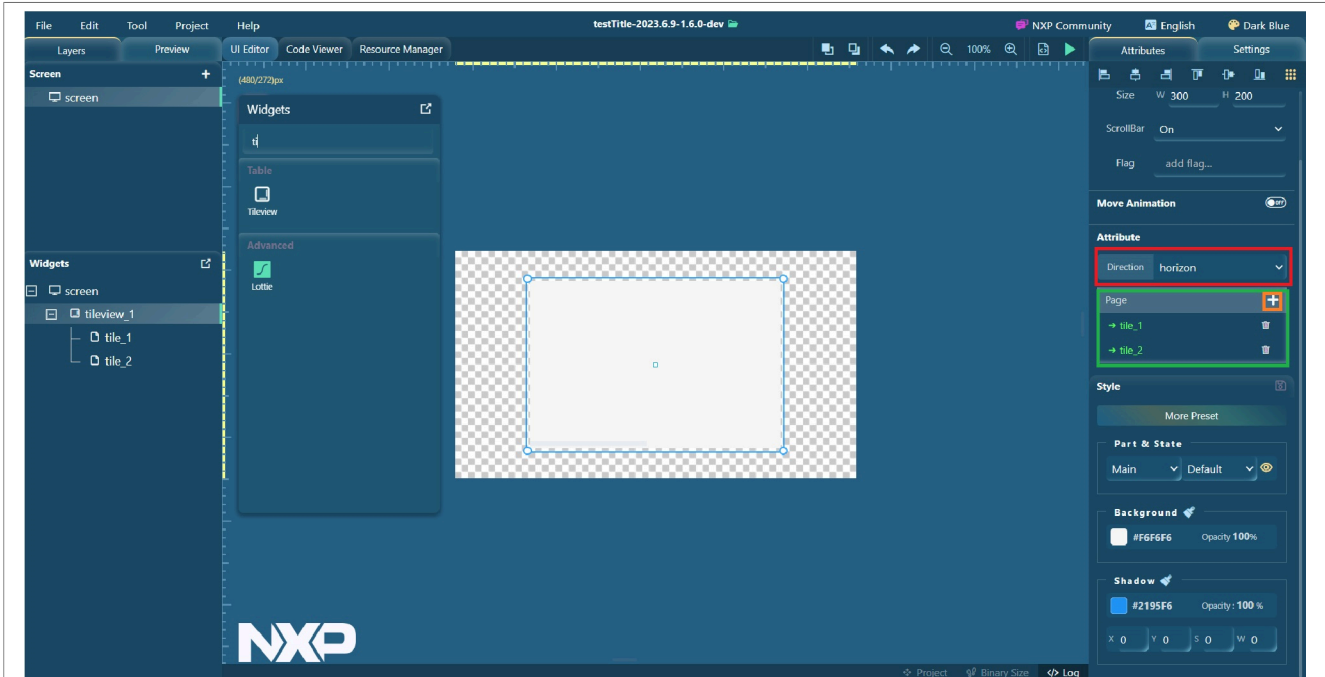 File Edit Tool Project Help testTitle-2023.6.9-1.6.0-dev NXP Community English Dark Blue
Layers Preview UI Editor Code Viewer Resource Manager 100% Attributes Settings
Screen +
screen
(480/272)px
Widgets
ti
Table
Tileview
Advanced
Lottie
Widgets
screen
tileview_1
tile_1
tile_2
NXP
Project Binary Size </> Log
Size W 300 H 200
ScrollBar On
Flag add flag...
Move Animation OFF
Attribute
Direction horizon
Page +
tile_1
tile_2
Style
More Preset
Part & State
Main Default
Background
#F6F6F6 Opacity 100%
Shadow
#2195F6 Opacity : 100 %
X 0 Y 0 S 0 W 0